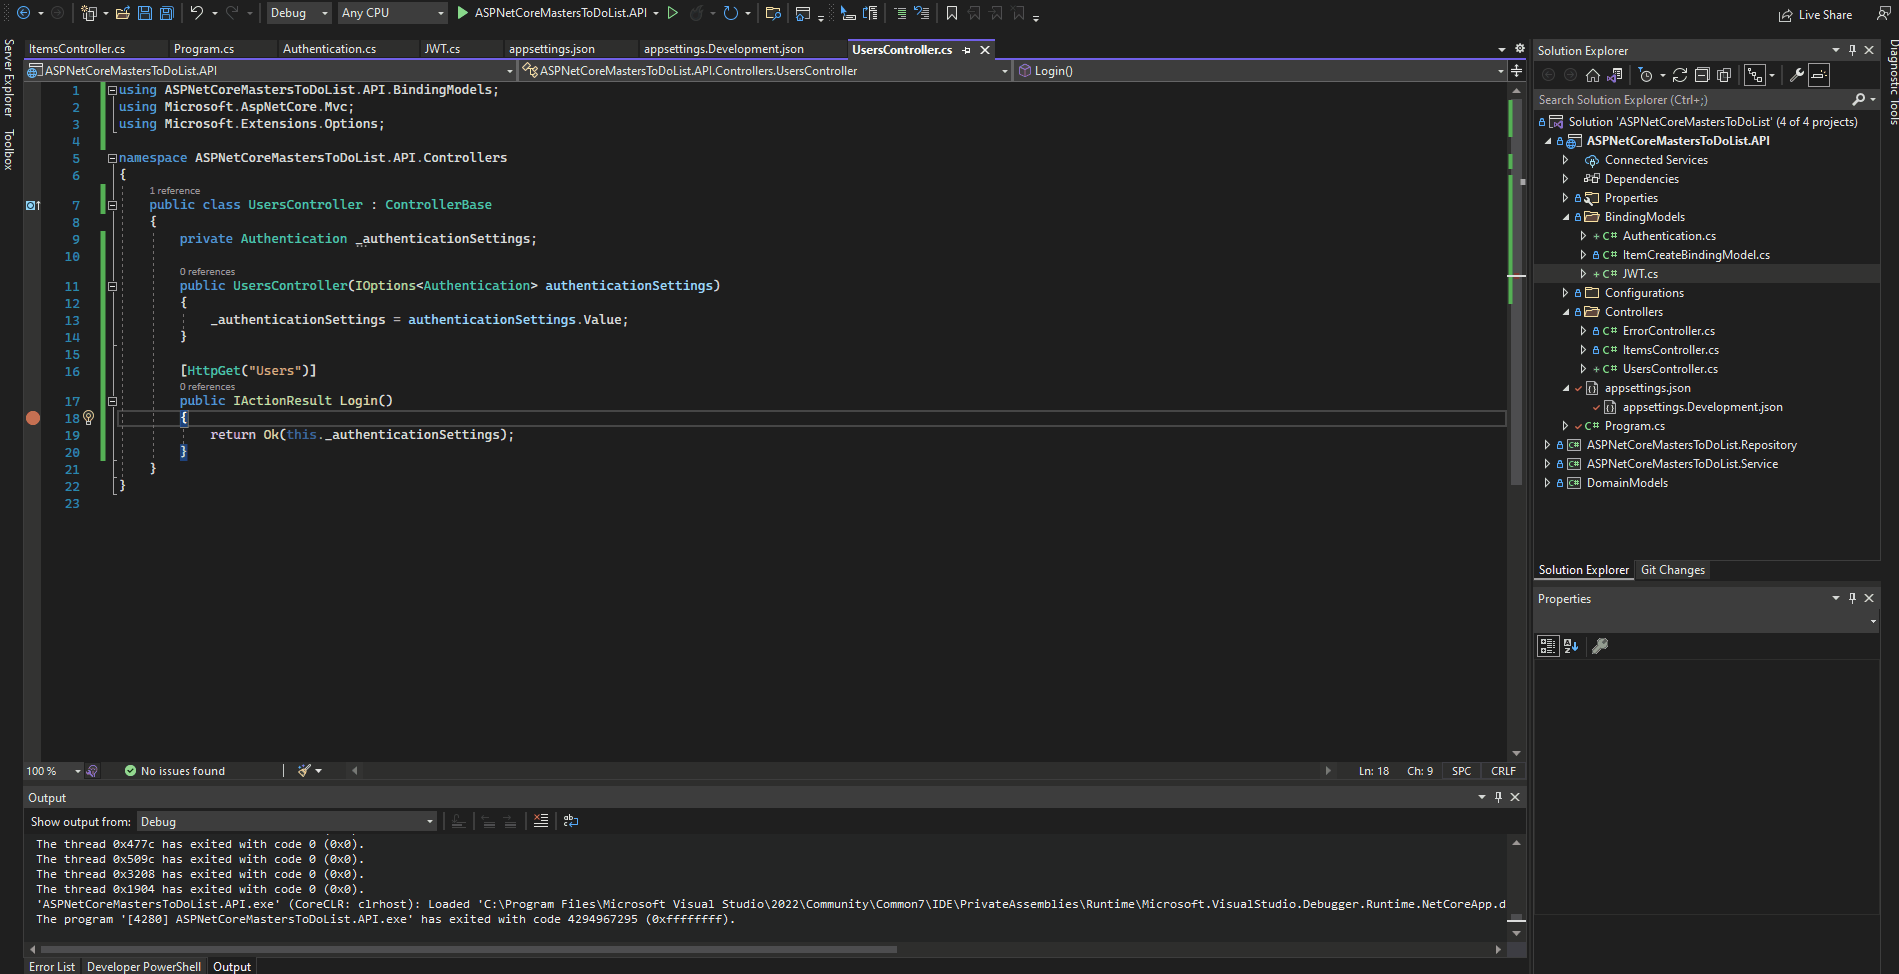 Debug
Any CPU
ASPNetCoreMastersToDoList.API
Live Share
Server Explorer
Toolbox
ItemsController.cs
Program.cs
Authentication.cs
JWT.cs
appsettings.json
appsettings.Development.json
UsersController.cs
ASPNetCoreMastersToDoList.API
ASPNetCoreMastersToDoList.API.Controllers.UsersController
Login()
1 using ASPNetCoreMastersToDoList.API.BindingModels;
2 using Microsoft.AspNetCore.Mvc;
3 using Microsoft.Extensions.Options;
4
5 namespace ASPNetCoreMastersToDoList.API.Controllers
6 {
1 reference
7 public class UsersController : ControllerBase
8 {
9 private Authentication _authenticationSettings;
10
0 references
11 public UsersController(IOptions<Authentication> authenticationSettings)
12 {
13 _authenticationSettings = authenticationSettings.Value;
14 }
15
16 [HttpGet("Users")]
0 references
17 public IActionResult Login()
18 {
19 return Ok(this._authenticationSettings);
20 }
21 }
22 }
23
100 %
No issues found
Ln: 18
Ch: 9
SPC
CRLF
Output
Show output from:
Debug
The thread 0x477c has exited with code 0 (0x0).
The thread 0x509c has exited with code 0 (0x0).
The thread 0x3208 has exited with code 0 (0x0).
The thread 0x1904 has exited with code 0 (0x0).
'ASPNetCoreMastersToDoList.API.exe' (CoreCLR: clrhost): Loaded 'C:\Program Files\Microsoft Visual Studio\2022\Community\Common7\IDE\PrivateAssemblies\Runtime\Microsoft.VisualStudio.Debugger.Runtime.NetCoreApp.d
The program '[4280] ASPNetCoreMastersToDoList.API.exe' has exited with code 4294967295 (0xffffffff).
Error List
Developer PowerShell
Output
Solution Explorer
Search Solution Explorer (Ctrl+;)
Solution 'ASPNetCoreMastersToDoList' (4 of 4 projects)
ASPNetCoreMastersToDoList.API
Connected Services
Dependencies
Properties
BindingModels
+ C# Authentication.cs
C# ItemCreateBindingModel.cs
+ C# JWT.cs
Configurations
Controllers
C# ErrorController.cs
C# ItemsController.cs
+ C# UsersController.cs
appsettings.json
appsettings.Development.json
C# Program.cs
C# ASPNetCoreMastersToDoList.Repository
C# ASPNetCoreMastersToDoList.Service
C# DomainModels
Solution Explorer
Git Changes
Properties
Diagnostic Tools